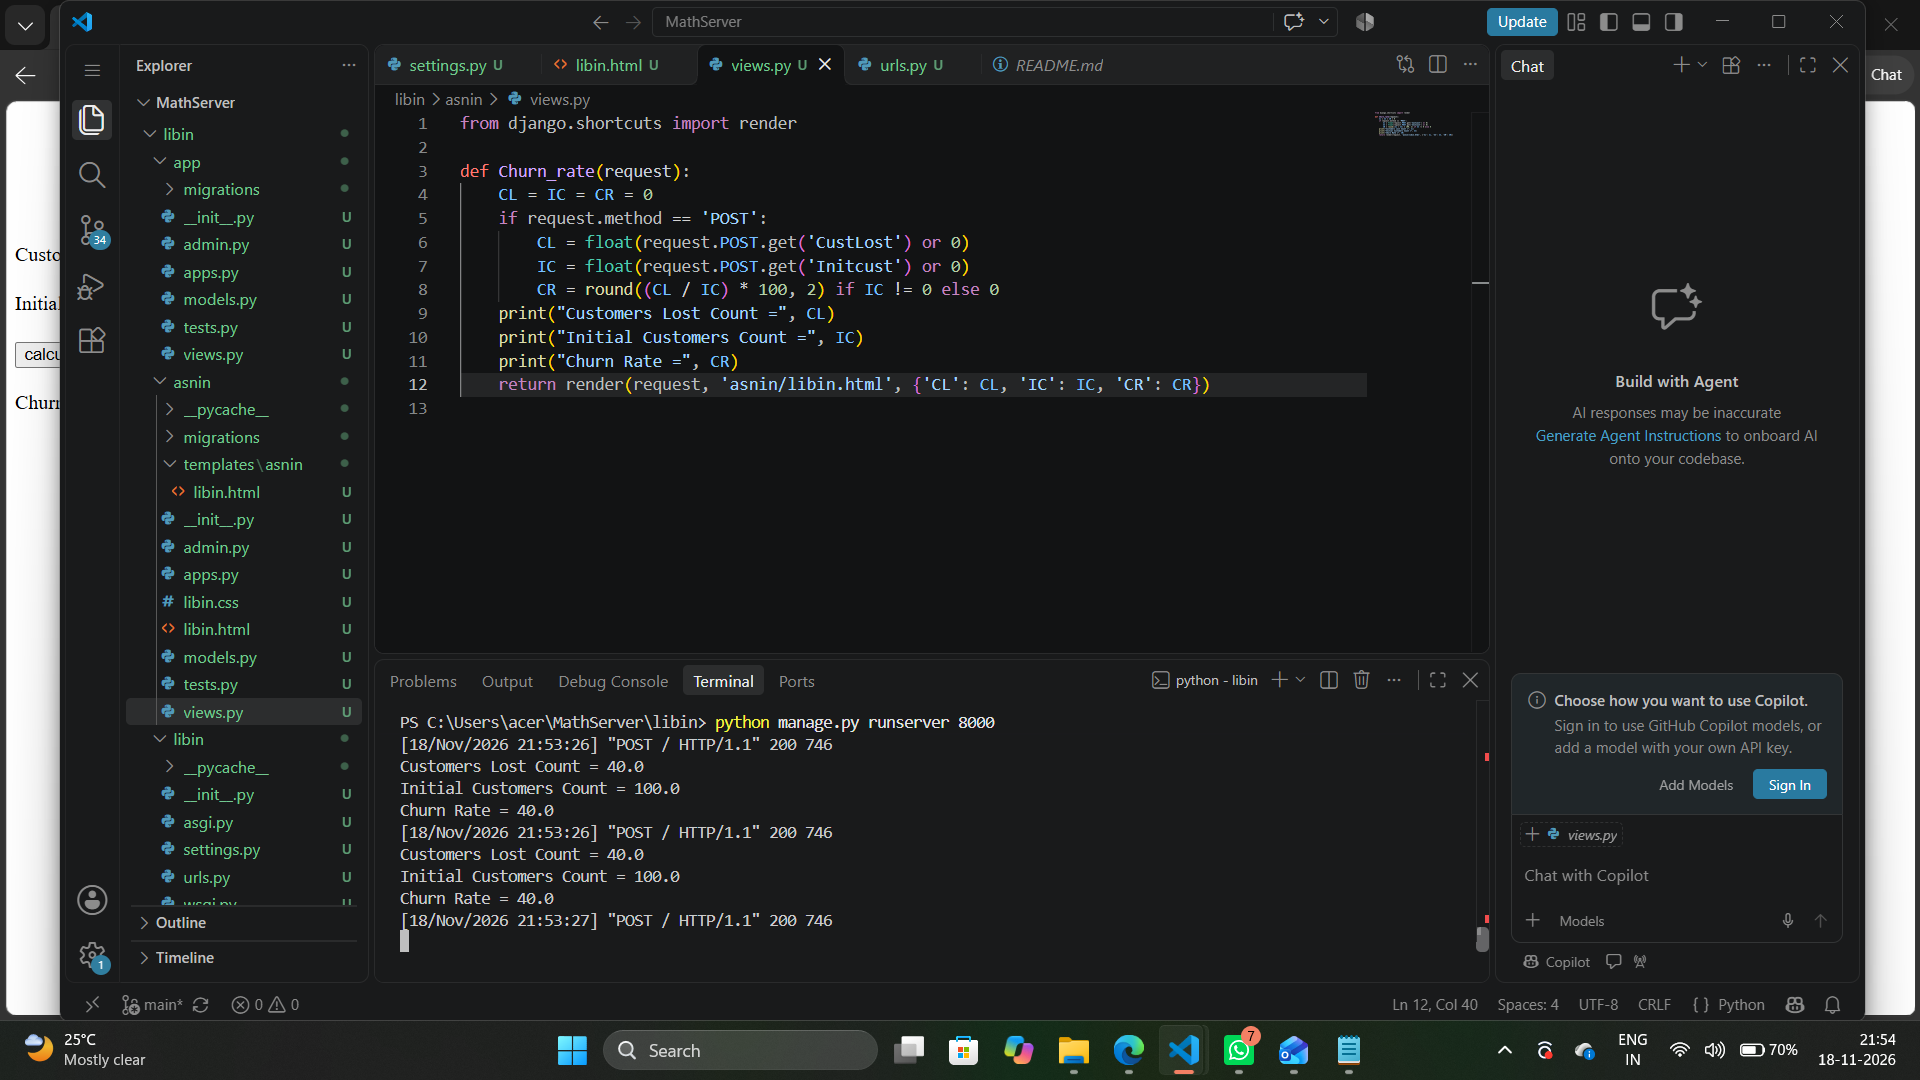 MathServer
Update
Explorer
settings.py U
libin.html U
views.py U
urls.py U
README.md
Chat
Chat
MathServer
libin > asnin > views.py
libin
app
migrations
__init__.py U
admin.py U
apps.py U
models.py U
tests.py U
views.py U
asnin
__pycache__
migrations
templates\asnin
libin.html U
__init__.py U
admin.py U
apps.py U
libin.css U
libin.html U
models.py U
tests.py U
views.py U
libin
__pycache__
__init__.py U
asgi.py U
settings.py U
urls.py U
wsgi.py U
Outline
Timeline
34
1
Custo
Initial
calcu
Churn
1 from django.shortcuts import render
2
3 def Churn_rate(request):
4 CL = IC = CR = 0
5 if request.method == 'POST':
6 CL = float(request.POST.get('CustLost') or 0)
7 IC = float(request.POST.get('Initcust') or 0)
8 CR = round((CL / IC) * 100, 2) if IC != 0 else 0
9 print("Customers Lost Count =", CL)
10 print("Initial Customers Count =", IC)
11 print("Churn Rate =", CR)
12 return render(request, 'asnin/libin.html', {'CL': CL, 'IC': IC, 'CR': CR})
13
Problems Output Debug Console Terminal Ports
python - libin
PS C:\Users\acer\MathServer\libin> python manage.py runserver 8000
[18/Nov/2026 21:53:26] "POST / HTTP/1.1" 200 746
Customers Lost Count = 40.0
Initial Customers Count = 100.0
Churn Rate = 40.0
[18/Nov/2026 21:53:26] "POST / HTTP/1.1" 200 746
Customers Lost Count = 40.0
Initial Customers Count = 100.0
Churn Rate = 40.0
[18/Nov/2026 21:53:27] "POST / HTTP/1.1" 200 746
Build with Agent
AI responses may be inaccurate
Generate Agent Instructions to onboard AI
onto your codebase.
Choose how you want to use Copilot.
Sign in to use GitHub Copilot models, or
add a model with your own API key.
Add Models
Sign In
views.py
Chat with Copilot
Models
Copilot
main* 0 0
Ln 12, Col 40 Spaces: 4 UTF-8 CRLF {} Python
25°C
Mostly clear
Search
7
ENG
IN
70%
21:54
18-11-2026